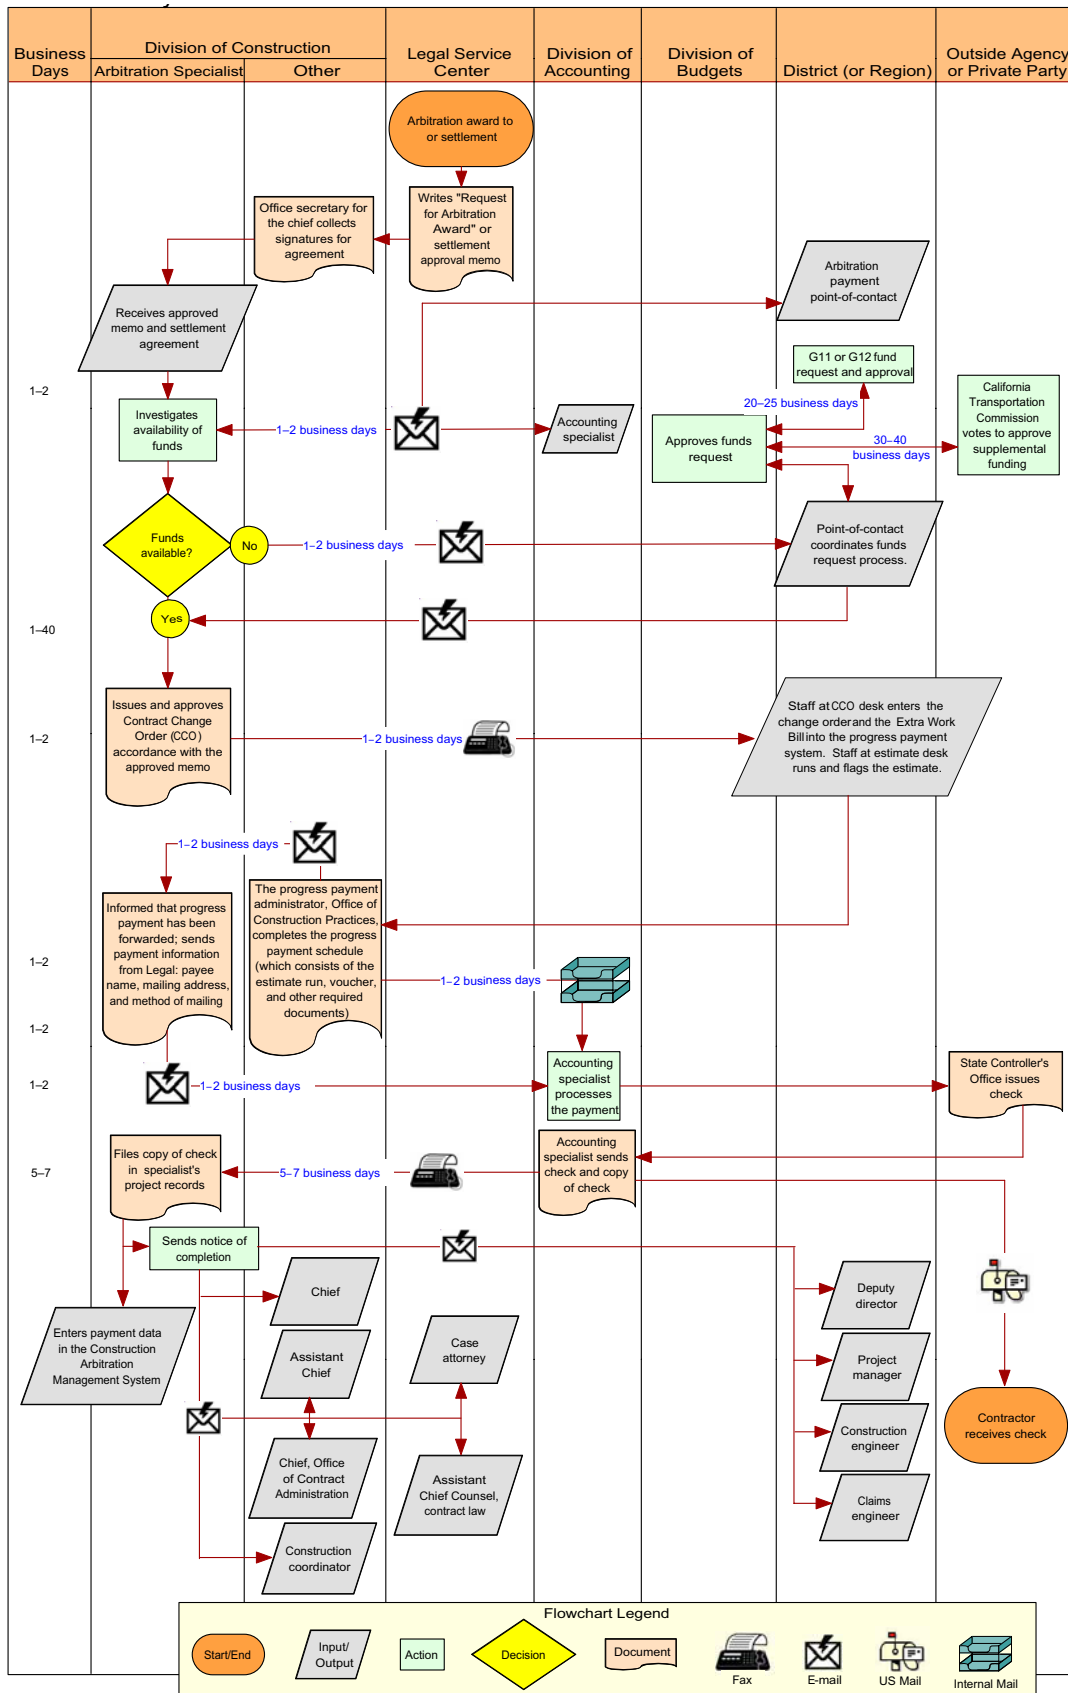 Business
Days
Division of Construction
Arbitration Specialist
Other
Legal Service
Center
Division of
Accounting
Division of
Budgets
District (or Region)
Outside Agency
or Private Party
Arbitration award to
or settlement
Writes "Request
for Arbitration
Award" or
settlement
approval memo
Office secretary for
the chief collects
signatures for
agreement
Receives approved
memo and settlement
agreement
Arbitration
payment
point-of-contact
G11 or G12 fund
request and approval
20–25 business days
California
Transportation
Commission
votes to approve
supplemental
funding
1–2
Investigates
availability of
funds
1–2 business days
Accounting
specialist
Approves funds
request
30–40
business days
Funds
available?
No
1–2 business days
Point-of-contact
coordinates funds
request process.
Yes
1–40
Issues and approves
Contract Change
Order (CCO)
accordance with the
approved memo
1–2
1–2 business days
Staff at CCO desk enters the
change orderand the Extra Work
Bill into the progress payment
system. Staff at estimate desk
runs and flags the estimate.
1–2 business days
Informed that progress
payment has been
forwarded; sends
payment information
from Legal: payee
name, mailing address,
and method of mailing
The progress payment
administrator, Office of
Construction Practices,
completes the progress
payment schedule
(which consists of the
estimate run, voucher,
and other required
documents)
1–2
1–2 business days
1–2
1–2
1–2 business days
Accounting
specialist
processes
the payment
State Controller's
Office issues
check
5–7
Files copy of check
in specialist's
project records
5–7 business days
Accounting
specialist sends
check and copy
of check
Sends notice of
completion
Chief
Deputy
director
Enters payment data
in the Construction
Arbitration
Management System
Assistant
Chief
Case
attorney
Project
manager
Contractor
receives check
Construction
engineer
Chief, Office
of Contract
Administration
Assistant
Chief Counsel,
contract law
Claims
engineer
Construction
coordinator
Flowchart Legend
Start/End
Input/
Output
Action
Decision
Document
Fax
E-mail
US Mail
Internal Mail